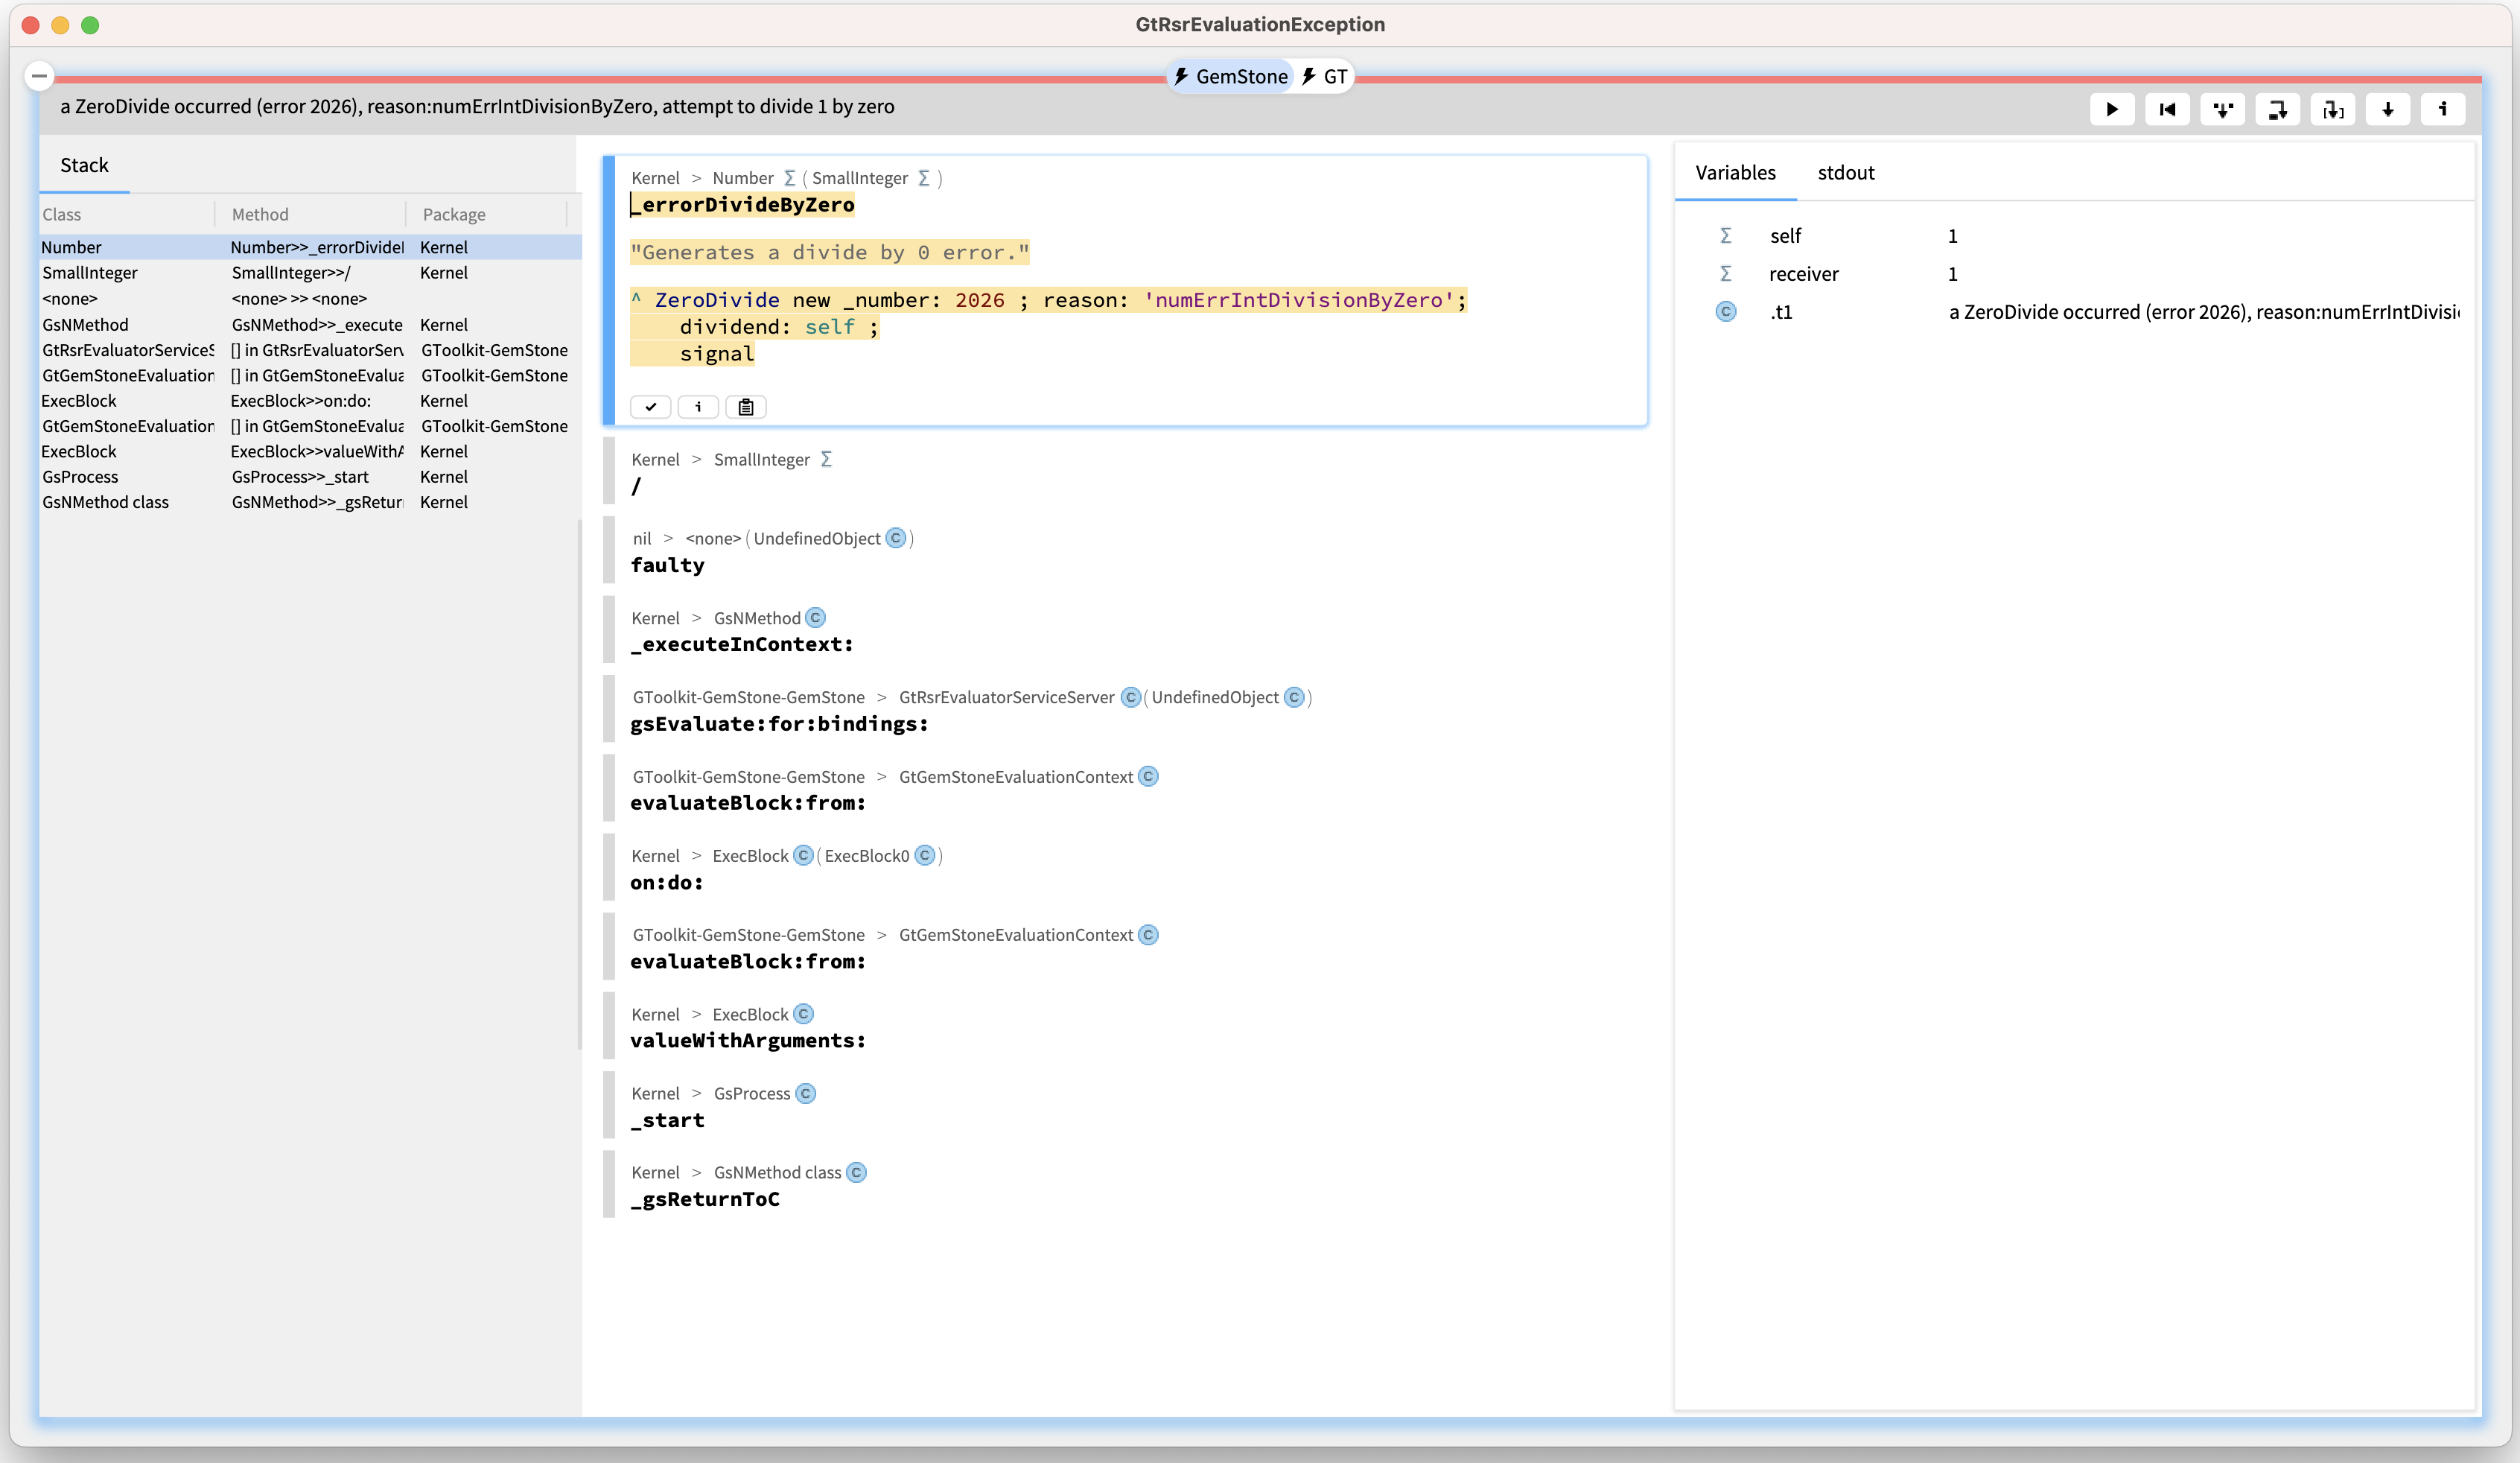 GtRsrEvaluationException
GemStone GT
a ZeroDivide occurred (error 2026), reason:numErrIntDivisionByZero, attempt to divide 1 by zero
Stack
Class Method Package
Number Number>>_errorDivide Kernel
SmallInteger SmallInteger>>/ Kernel
<none> <none> >> <none>
GsNMethod GsNMethod>>_execute Kernel
GtRsrEvaluatorServiceS [] in GtRsrEvaluatorServ GToolkit-GemStone
GtGemStoneEvaluation [] in GtGemStoneEvalua GToolkit-GemStone
ExecBlock ExecBlock>>on:do: Kernel
GtGemStoneEvaluation [] in GtGemStoneEvalua GToolkit-GemStone
ExecBlock ExecBlock>>valueWithA Kernel
GsProcess GsProcess>>_start Kernel
GsNMethod class GsNMethod>>_gsRetur Kernel
Kernel > Number Σ ( SmallInteger Σ )
_errorDivideByZero
"Generates a divide by 0 error."
^ ZeroDivide new _number: 2026 ; reason: 'numErrIntDivisionByZero';
dividend: self ;
signal
i
Kernel > SmallInteger Σ
/
nil > <none> ( UndefinedObject C )
faulty
Kernel > GsNMethod C
_executeInContext:
GToolkit-GemStone-GemStone > GtRsrEvaluatorServiceServer C ( UndefinedObject C )
gsEvaluate:for:bindings:
GToolkit-GemStone-GemStone > GtGemStoneEvaluationContext C
evaluateBlock:from:
Kernel > ExecBlock C ( ExecBlock0 C )
on:do:
GToolkit-GemStone-GemStone > GtGemStoneEvaluationContext C
evaluateBlock:from:
Kernel > ExecBlock C
valueWithArguments:
Kernel > GsProcess C
_start
Kernel > GsNMethod class C
_gsReturnToC
i
Variables stdout
Σ self 1
Σ receiver 1
C .t1 a ZeroDivide occurred (error 2026), reason:numErrIntDivisi